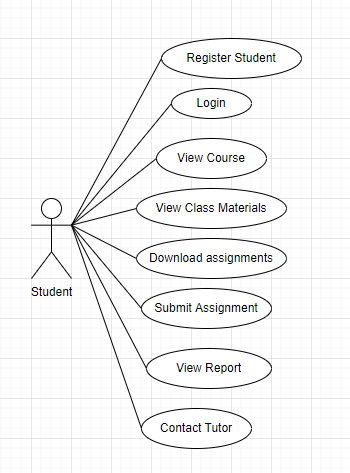 Register Student
Login
View Course
View Class Materials
Download assignments
Submit Assignment
View Report
Contact Tutor
Student